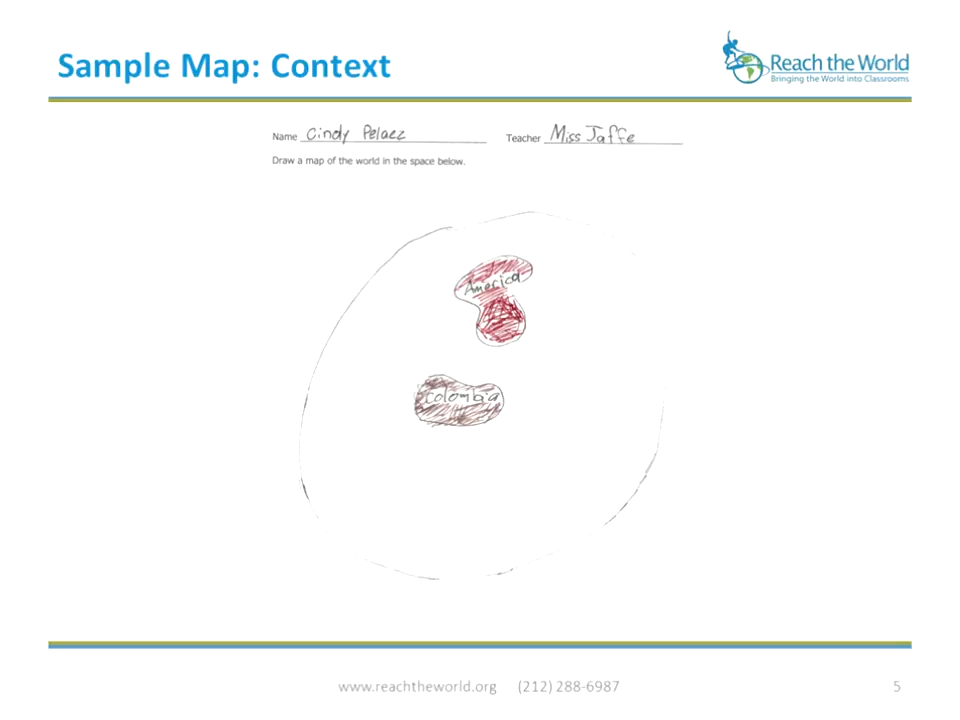 Sample Map: Context
Reach the World
Bringing the World into Classrooms
Name Cindy Pelaez Teacher Miss Jaffe
Draw a map of the world in the space below.
America
Colombia
www.reachtheworld.org (212) 288-6987 5